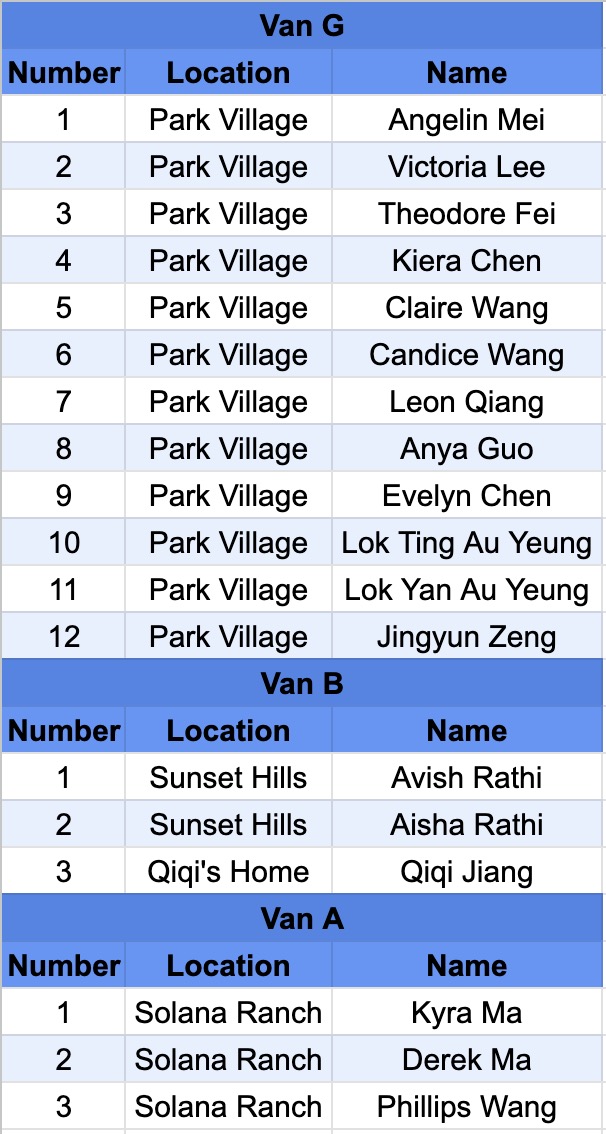 Van G
Number Location Name
1 Park Village Angelin Mei
2 Park Village Victoria Lee
3 Park Village Theodore Fei
4 Park Village Kiera Chen
5 Park Village Claire Wang
6 Park Village Candice Wang
7 Park Village Leon Qiang
8 Park Village Anya Guo
9 Park Village Evelyn Chen
10 Park Village Lok Ting Au Yeung
11 Park Village Lok Yan Au Yeung
12 Park Village Jingyun Zeng
Van B
Number Location Name
1 Sunset Hills Avish Rathi
2 Sunset Hills Aisha Rathi
3 Qiqi's Home Qiqi Jiang
Van A
Number Location Name
1 Solana Ranch Kyra Ma
2 Solana Ranch Derek Ma
3 Solana Ranch Phillips Wang